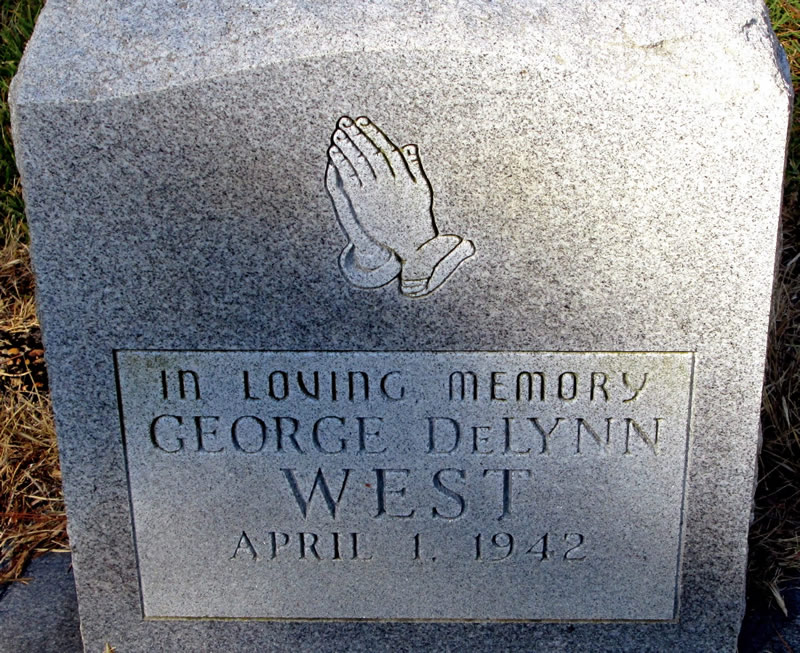 IN LOVING MEMORY
GEORGE DeLYNN
WEST
APRIL 1, 1942